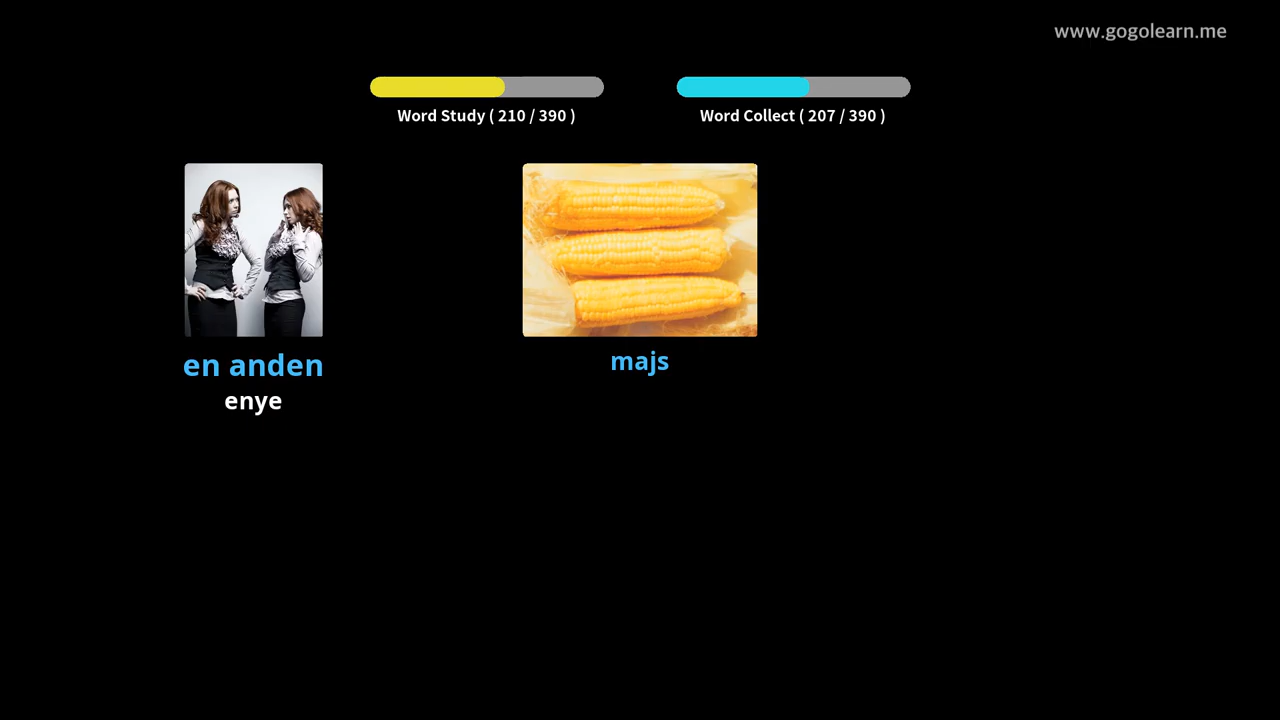 www.gogolearn.me
Word Study ( 210 / 390 )
Word Collect ( 207 / 390 )
en anden
enye
majs